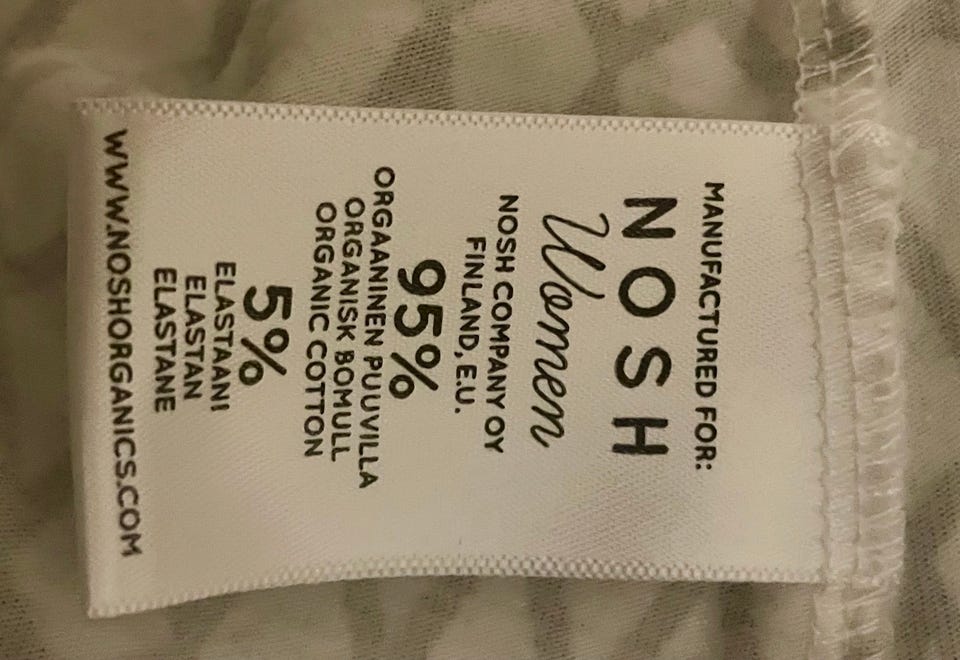 MANUFACTURED FOR:
NOSH
Women
NOSH COMPANY OY
FINLAND, E.U.
95%
ORGAANINEN PUUVILLA
ORGANISK BOMULL
ORGANIC COTTON
5%
ELASTAANI
ELASTAN
ELASTANE
WWW.NOSHORGANICS.COM